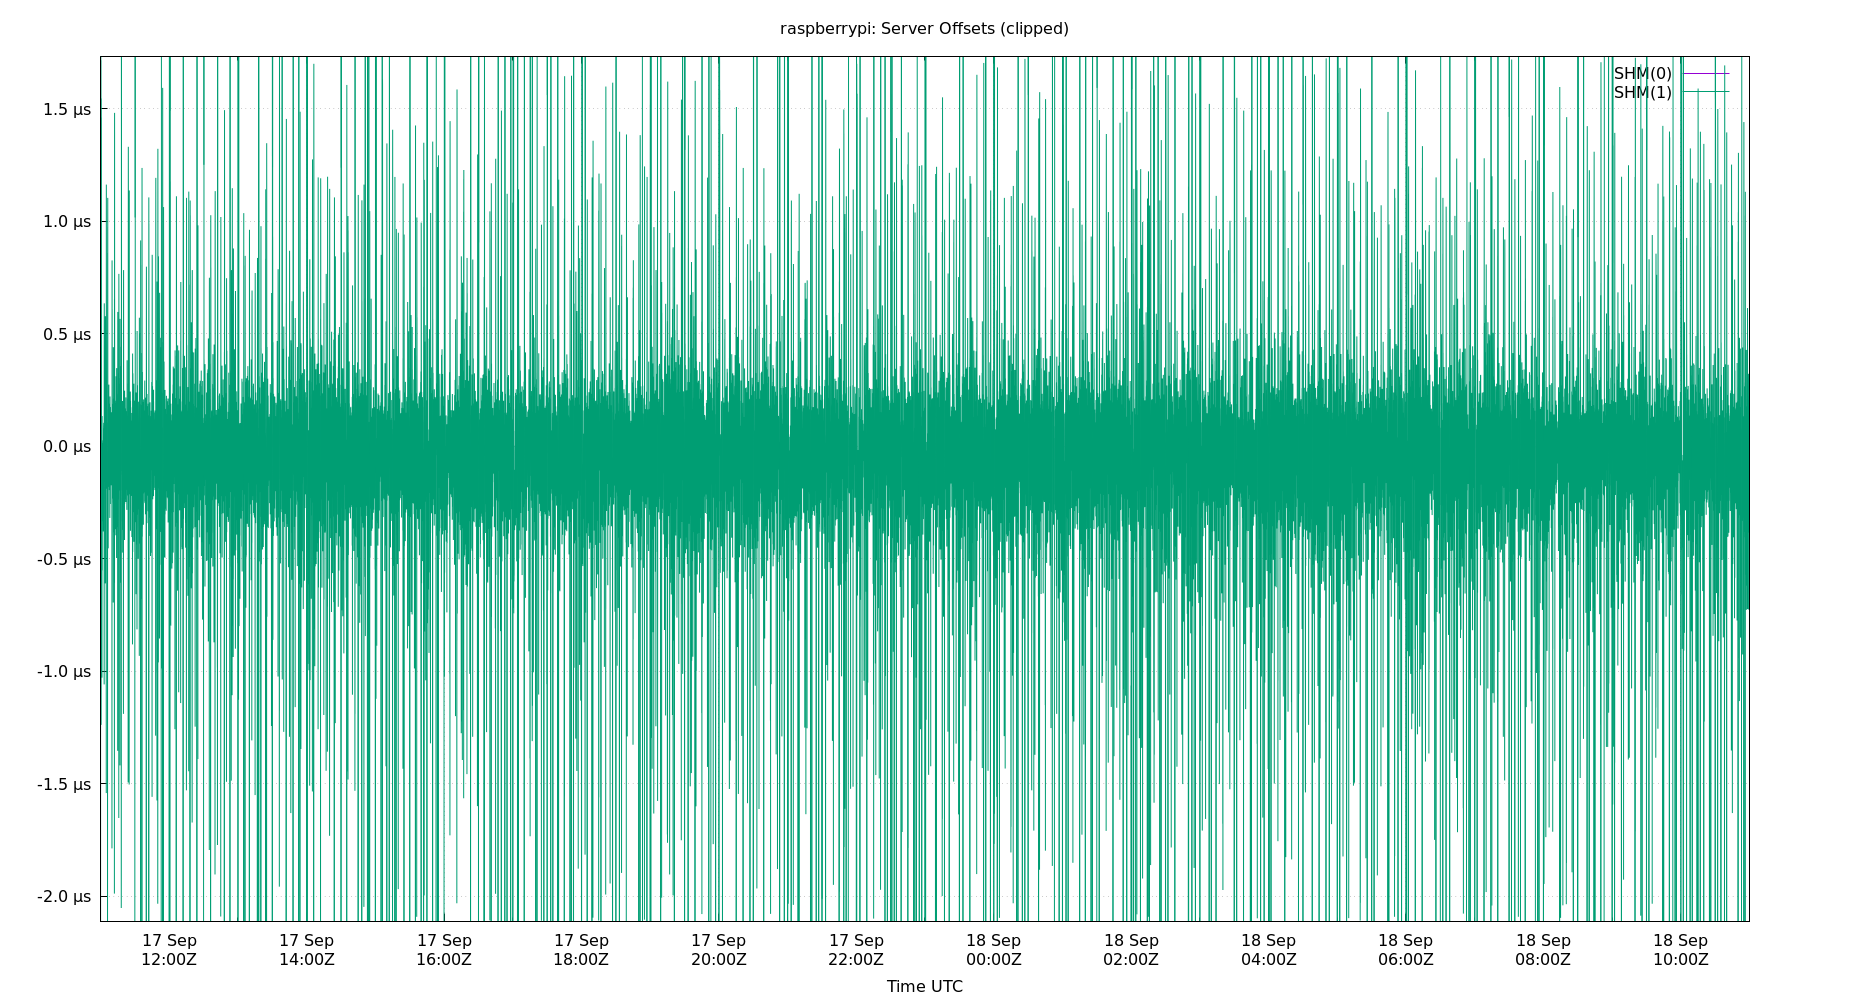 raspberrypi: Server Offsets (clipped)
SHM(0)
SHM(1)
1.5 µs
1.0 µs
0.5 µs
0.0 µs
-0.5 µs
-1.0 µs
-1.5 µs
-2.0 µs
17 Sep 17 Sep 17 Sep 17 Sep 17 Sep 17 Sep 18 Sep 18 Sep 18 Sep 18 Sep 18 Sep 18 Sep
12:00Z 14:00Z 16:00Z 18:00Z 20:00Z 22:00Z 00:00Z 02:00Z 04:00Z 06:00Z 08:00Z 10:00Z
Time UTC